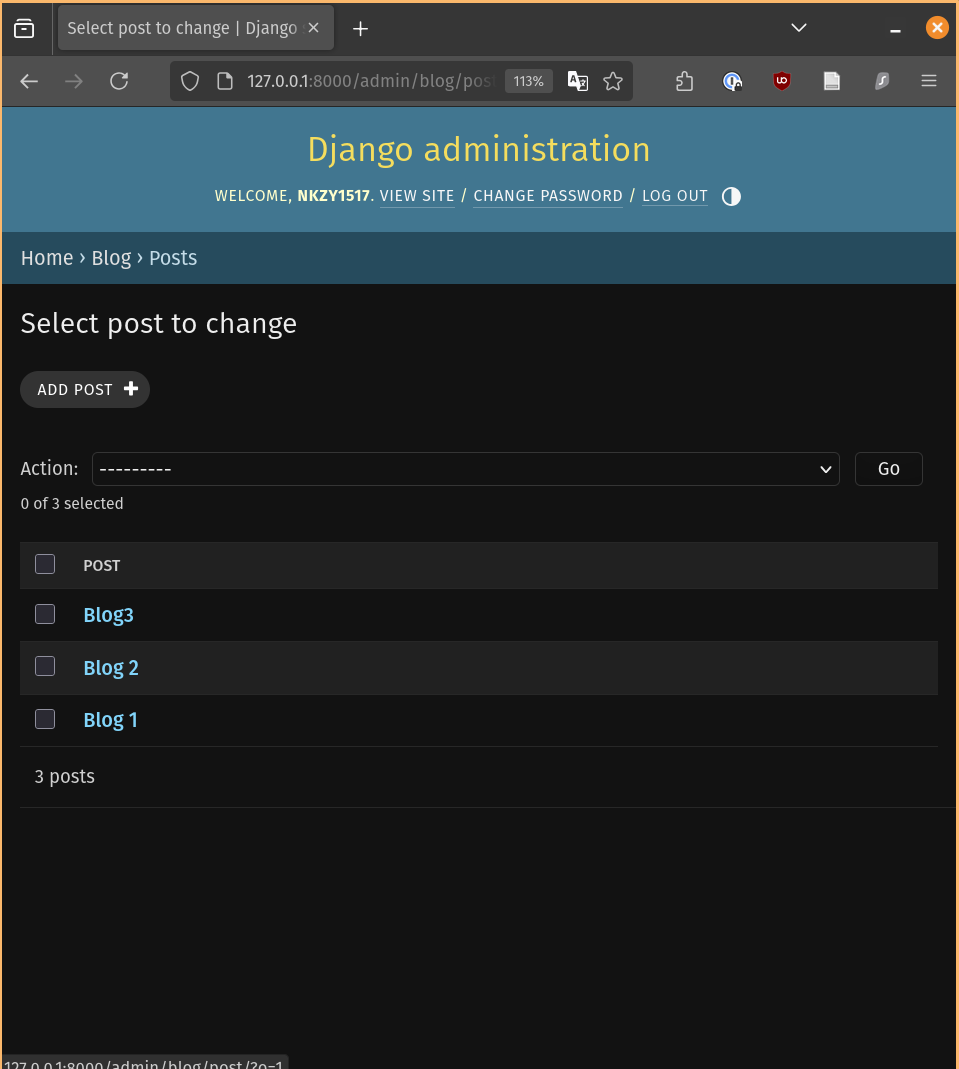 Select post to change | Django
127.0.0.1:8000/admin/blog/post 113%
Django administration
WELCOME, NKZY1517. VIEW SITE / CHANGE PASSWORD / LOG OUT
Home › Blog › Posts
Select post to change
ADD POST
Action: --------- Go
0 of 3 selected
POST
Blog3
Blog 2
Blog 1
3 posts
127.0.0.1:8000/admin/blog/post/?o=1